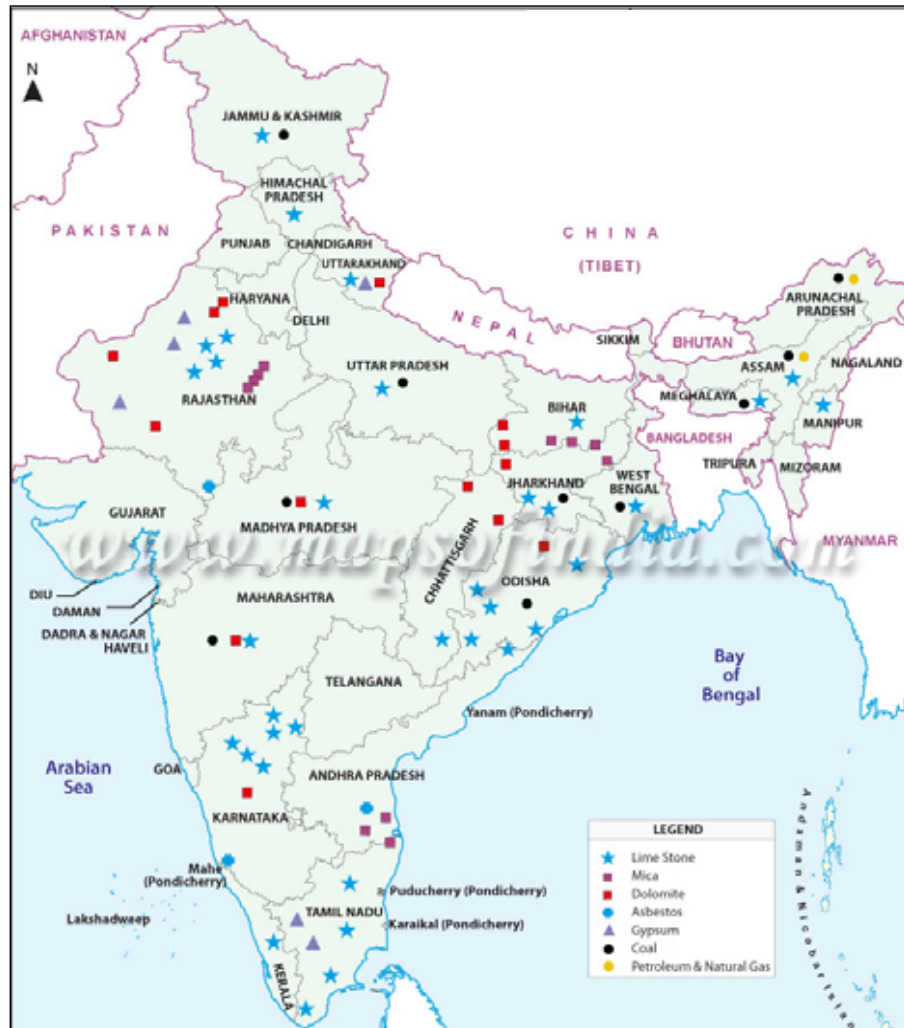 AFGHANISTAN
N
JAMMU & KASHMIR
HIMACHAL
PRADESH
PAKISTAN
PUNJAB
CHANDIGARH
UTTARAKHAND
CHINA
(TIBET)
HARYANA
DELHI
NEPAL
SIKKIM
BHUTAN
ARUNACHAL
PRADESH
ASSAM
NAGALAND
RAJASTHAN
UTTAR PRADESH
BIHAR
MEGHALAYA
MANIPUR
BANGLADESH
TRIPURA
MIZORAM
JHARKHAND
WEST
BENGAL
GUJARAT
MADHYA PRADESH
CHHATTISGARH
www.mapsofindia.com
MYANMAR
DIU
DAMAN
DADRA & NAGAR
HAVELI
MAHARASHTRA
ODISHA
TELANGANA
Bay
of
Bengal
Yanam (Pondicherry)
Arabian
Sea
GOA
ANDHRA PRADESH
KARNATAKA
Mahe
(Pondicherry)
Lakshadweep
Puducherry (Pondicherry)
TAMIL NADU
Karaikal (Pondicherry)
KERALA
Andaman & Nicobar
LEGEND
Lime Stone
Mica
Dolomite
Asbestos
Gypsum
Coal
Petroleum & Natural Gas